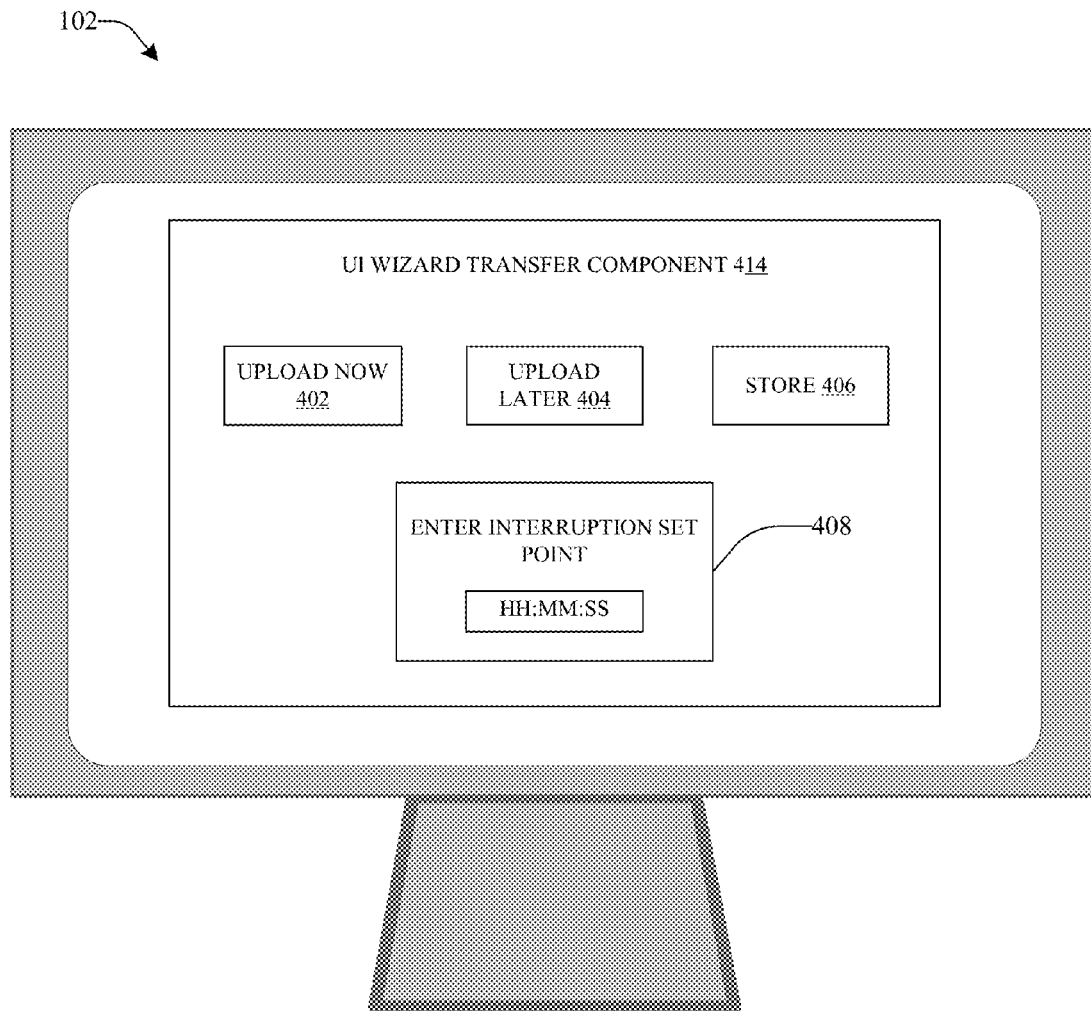 102
UI WIZARD TRANSFER COMPONENT 414
UPLOAD NOW
402
UPLOAD
LATER 404
STORE 406
ENTER INTERRUPTION SET
POINT
408
HH:MM:SS